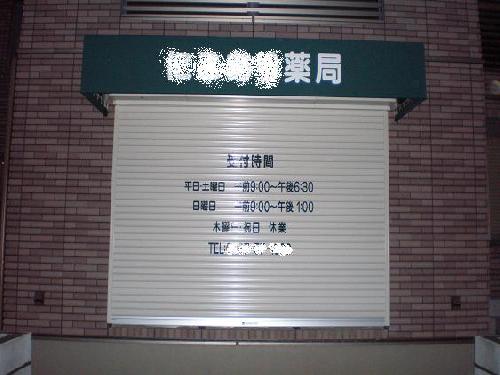 薬局
受付時間
平日·土曜日 午前9:00～午後6:30
日曜日 午前9:00～午後1:00
木曜日·祝日 休業
TEL